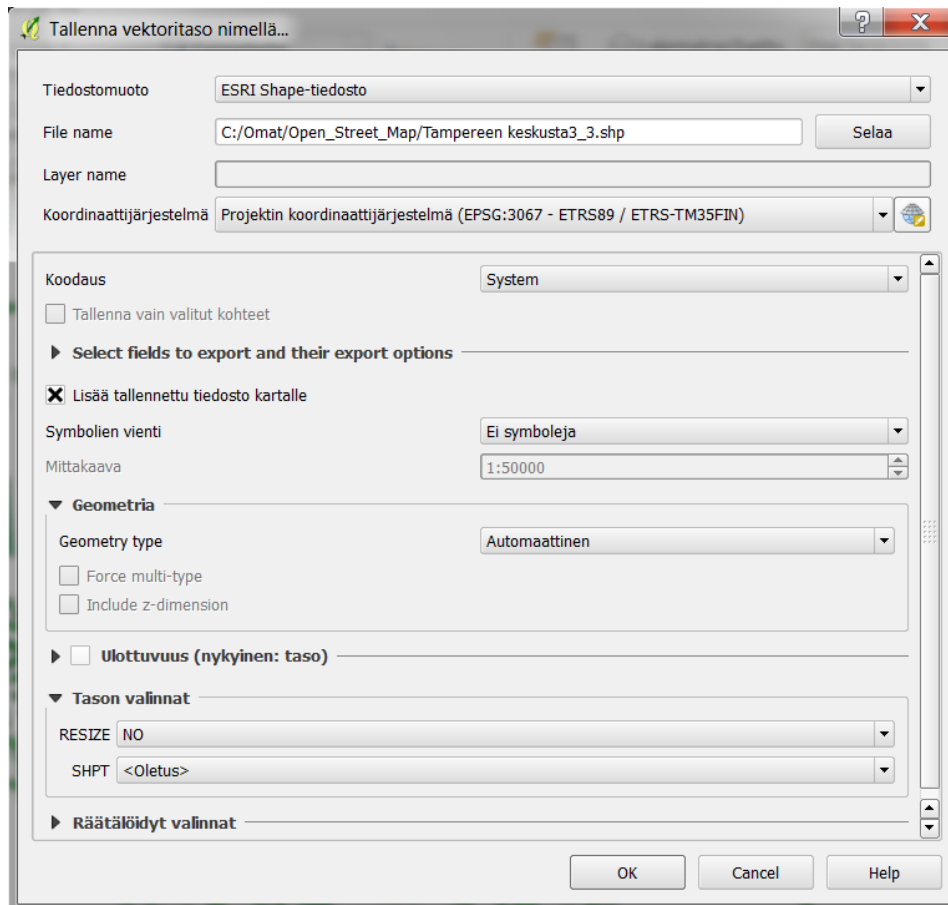 Tallenna vektoritaso nimellä...
Tiedostomuoto ESRI Shape-tiedosto
File name C:/Omat/Open_Street_Map/Tampereen keskusta3_3.shp Selaa
Layer name
Koordinaattijärjestelmä Projektin koordinaattijärjestelmä (EPSG:3067 - ETRS89 / ETRS-TM35FIN)
Koodaus System
Tallenna vain valitut kohteet
Select fields to export and their export options
Lisää tallennettu tiedosto kartalle
Symbolien vienti Ei symboleja
Mittakaava 1:50000
Geometria
Geometry type Automaattinen
Force multi-type
Include z-dimension
Ulottuvuus (nykyinen: taso)
Tason valinnat
RESIZE NO
SHPT <Oletus>
Räätälöidyt valinnat
OK Cancel Help